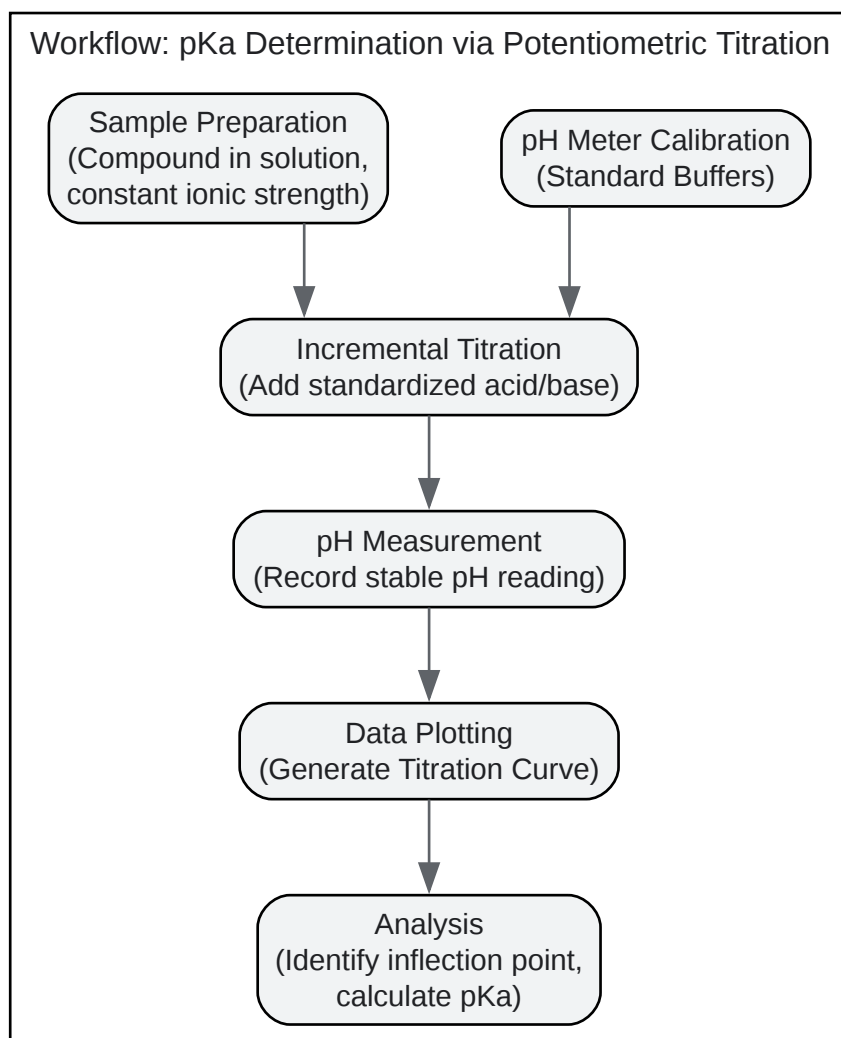 Workflow: pKa Determination via Potentiometric Titration
Sample Preparation
(Compound in solution,
constant ionic strength)
pH Meter Calibration
(Standard Buffers)
Incremental Titration
(Add standardized acid/base)
pH Measurement
(Record stable pH reading)
Data Plotting
(Generate Titration Curve)
Analysis
(Identify inflection point,
calculate pKa)